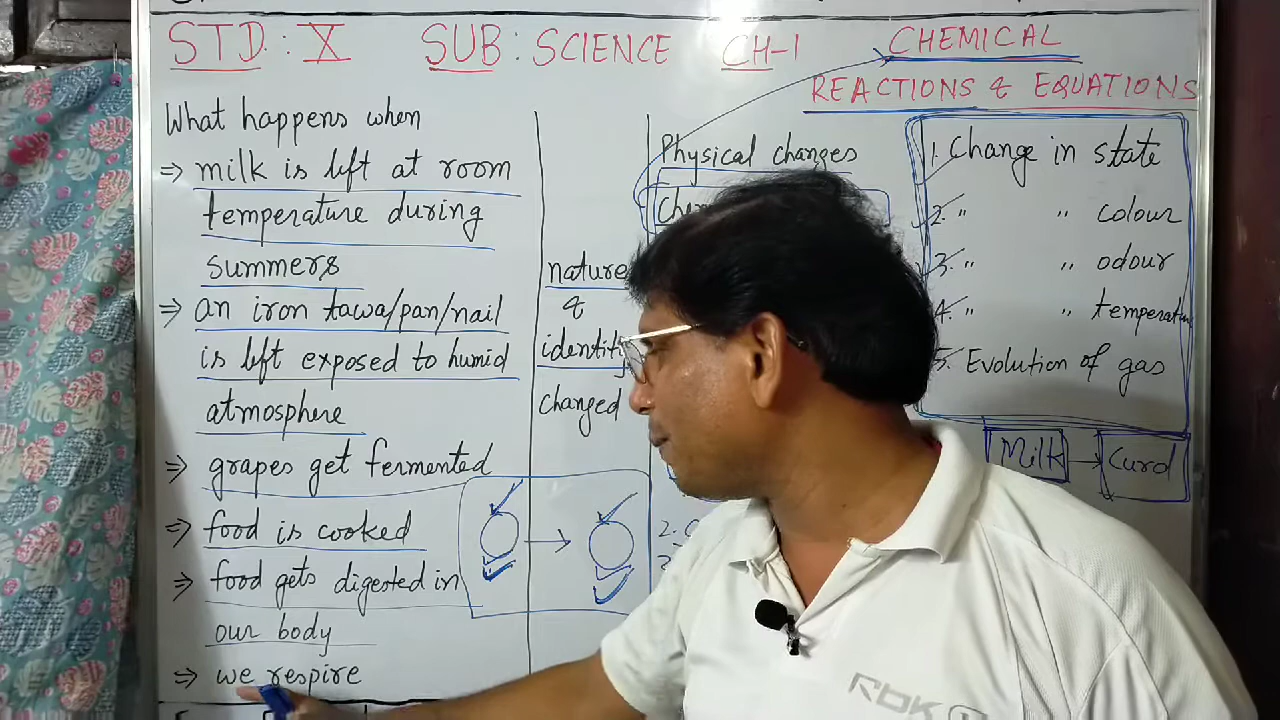 STD : X SUB : SCIENCE CH-1 CHEMICAL
REACTIONS & EQUATIONS
What happens when
⇒ milk is left at room
temperature during
summers
⇒ an iron tawa/pan/nail
is left exposed to humid
atmosphere
⇒ grapes get fermented
⇒ food is cooked
⇒ food gets digested in
our body
⇒ we respire
nature
&
identity
changed
Physical changes
2.
1. Change in state
2. " " colour
3. " " odour
4. " " temperature
5. Evolution of gas
Milk → Curd
RbK